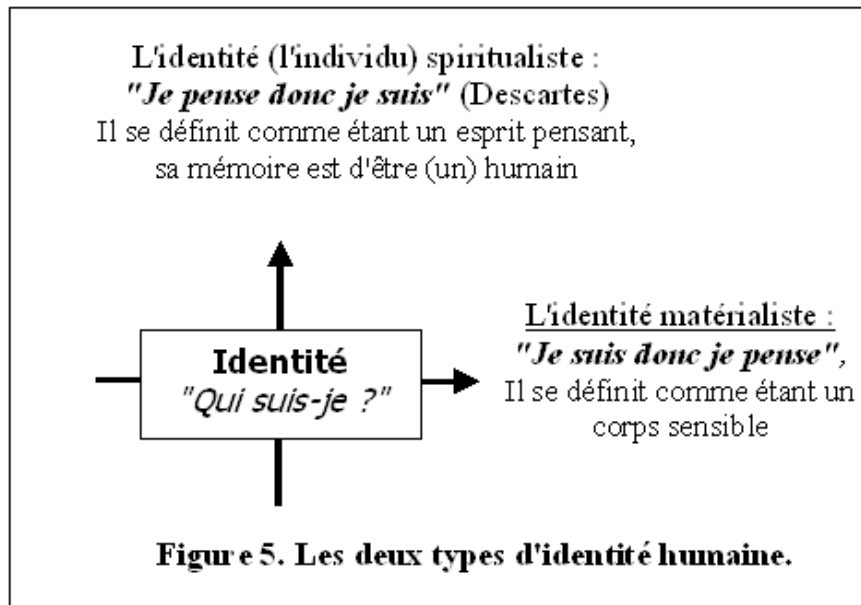 L'identité (l'individu) spiritualiste :
"Je pense donc je suis" (Descartes)
Il se définit comme étant un esprit pensant,
sa mémoire est d'être (un) humain
Identité
"Qui suis-je ?"
L'identité matérialiste :
"Je suis donc je pense",
Il se définit comme étant un
corps sensible
Figure 5. Les deux types d'identité humaine.